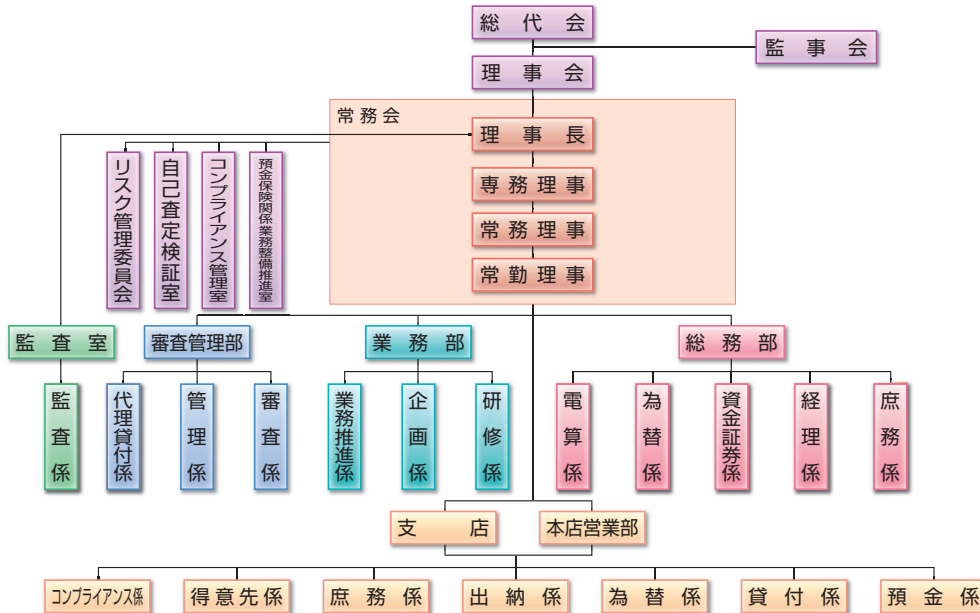 総代会
監事会
理事会
常務会
理事長
専務理事
常務理事
常勤理事
リスク管理委員会
自己査定検証室
コンプライアンス管理室
預金保険関係業務整備推進室
監査室
審査管理部
業務部
総務部
監査係
代理貸付係
管理係
審査係
業務推進係
企画係
研修係
電算係
為替係
資金証券係
経理係
庶務係
支店
本店営業部
コンプライアンス係
得意先係
庶務係
出納係
為替係
貸付係
預金係